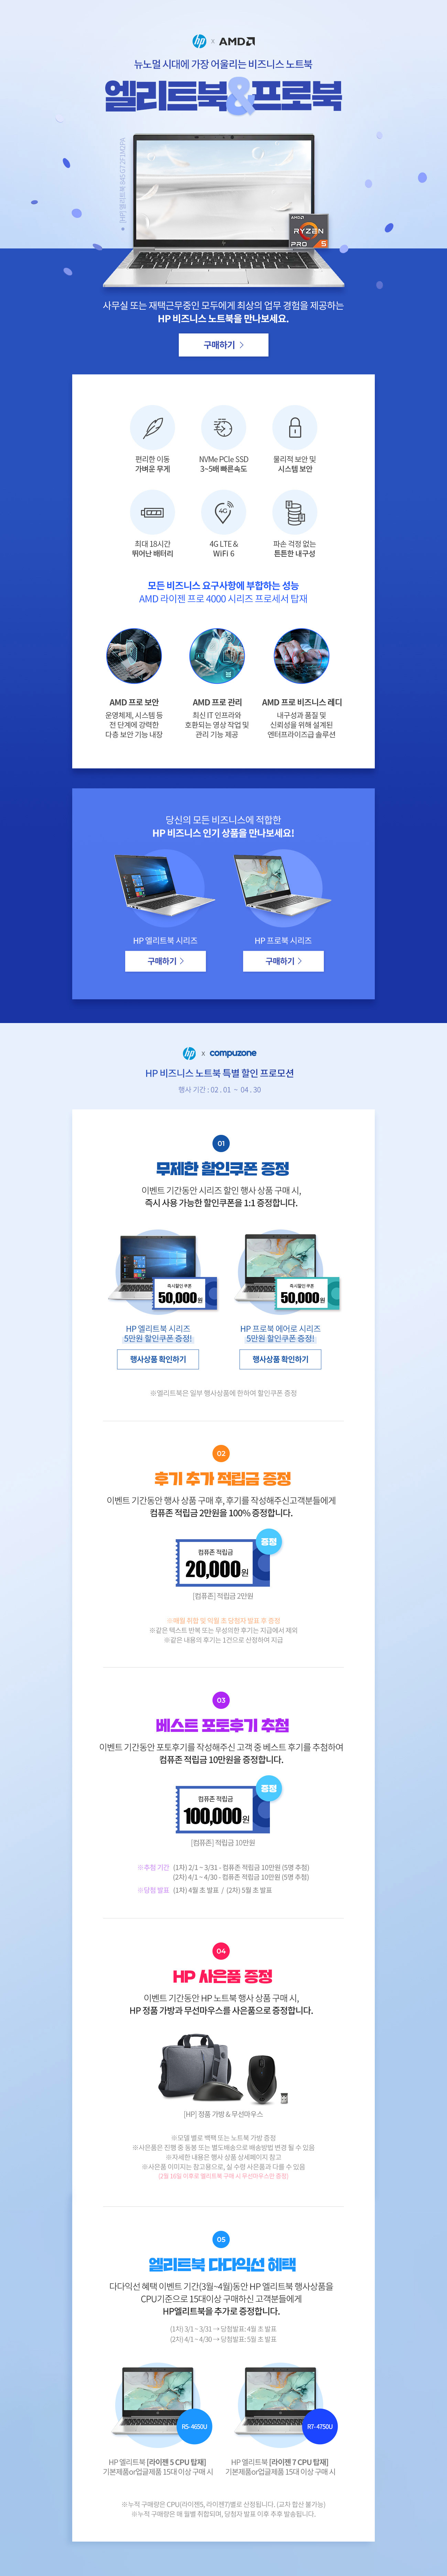 hp x AMD
뉴노멀 시대에 가장 어울리는 비즈니스 노트북
엘리트북&프로북
[HP] 엘리트북 845 G7 2F1M2PA
AMD
RYZEN
PRO 5
사무실 또는 재택근무중인 모두에게 최상의 업무 경험을 제공하는
HP 비즈니스 노트북을 만나보세요.
구매하기 >
편리한 이동
가벼운 무게
NVMe PCIe SSD
3~5배 빠른속도
물리적 보안 및
시스템 보안
최대 18시간
뛰어난 배터리
4G
4G LTE &
WiFi 6
파손 걱정 없는
튼튼한 내구성
모든 비즈니스 요구사항에 부합하는 성능
AMD 라이젠 프로 4000 시리즈 프로세서 탑재
AMD 프로 보안
운영체제, 시스템 등
전 단계에 강력한
다층 보안 기능 내장
AMD 프로 관리
최신 IT 인프라와
호환되는 영상 작업 및
관리 기능 제공
AMD 프로 비즈니스 레디
내구성과 품질 및
신뢰성을 위해 설계된
엔터프라이즈급 솔루션
당신의 모든 비즈니스에 적합한
HP 비즈니스 인기 상품을 만나보세요!
HP 엘리트북 시리즈
구매하기 >
HP 프로북 시리즈
구매하기 >
hp x compuzone
HP 비즈니스 노트북 특별 할인 프로모션
행사 기간 : 02 . 01 ~ 04 . 30
01
무제한 할인쿠폰 증정
이벤트 기간동안 시리즈 할인 행사 상품 구매 시,
즉시 사용 가능한 할인쿠폰을 1:1 증정합니다.
즉시할인 쿠폰
50,000원
HP 엘리트북 시리즈
5만원 할인쿠폰 증정!
행사상품 확인하기
즉시할인 쿠폰
50,000원
HP 프로북 에어로 시리즈
5만원 할인쿠폰 증정!
행사상품 확인하기
※엘리트북은 일부 행사상품에 한하여 할인쿠폰 증정
02
후기 추가 적립금 증정
이벤트 기간동안 행사 상품 구매 후, 후기를 작성해주신고객분들에게
컴퓨존 적립금 2만원을 100% 증정합니다.
증정
컴퓨존 적립금
20,000원
[컴퓨존] 적립금 2만원
※매월 취합 및 익월 초 당첨자 발표 후 증정
※같은 텍스트 반복 또는 무성의한 후기는 지급에서 제외
※같은 내용의 후기는 1건으로 산정하여 지급
03
베스트 포토후기 추첨
이벤트 기간동안 포토후기를 작성해주신 고객 중 베스트 후기를 추첨하여
컴퓨존 적립금 10만원을 증정합니다.
증정
컴퓨존 적립금
100,000원
[컴퓨존] 적립금 10만원
※추첨 기간 (1차) 2/1 ~ 3/31 - 컴퓨존 적립금 10만원 (5명 추첨)
(2차) 4/1 ~ 4/30 - 컴퓨존 적립금 10만원 (5명 추첨)
※당첨 발표 (1차) 4월 초 발표 / (2차) 5월 초 발표
04
HP 사은품 증정
이벤트 기간동안 HP 노트북 행사 상품 구매 시,
HP 정품 가방과 무선마우스를 사은품으로 증정합니다.
[HP] 정품 가방 & 무선마우스
※모델 별로 백팩 또는 노트북 가방 증정
※사은품은 진행 중 동봉 또는 별도배송으로 배송방법 변경 될 수 있음
※자세한 내용은 행사 상품 상세페이지 참고
※사은품 이미지는 참고용으로, 실 수령 사은품과 다를 수 있음
(2월 16일 이후로 엘리트북 구매 시 무선마우스만 증정)
05
엘리트북 다다익선 혜택
다다익선 혜택 이벤트 기간(3월~4월)동안 HP 엘리트북 행사상품을
CPU기준으로 15대이상 구매하신 고객분들에게
HP엘리트북을 추가로 증정합니다.
(1차) 3/1 ~ 3/31 → 당첨발표: 4월 초 발표
(2차) 4/1 ~ 4/30 → 당첨발표: 5월 초 발표
R5-4650U
HP 엘리트북 [라이젠 5 CPU 탑재]
기본제품or업글제품 15대 이상 구매 시
R7-4750U
HP 엘리트북 [라이젠 7 CPU 탑재]
기본제품or업글제품 15대 이상 구매 시
※누적 구매량은 CPU(라이젠5, 라이젠7)별로 산정됩니다. (교차 합산 불가능)
※누적 구매량은 매 월별 취합되며, 당첨자 발표 이후 추후 발송됩니다.